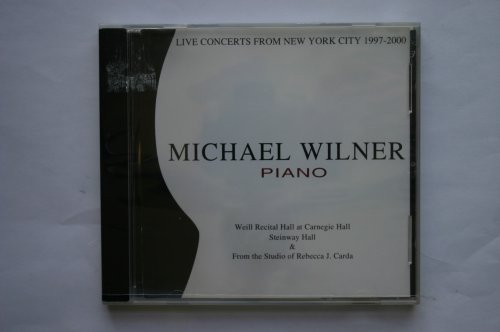 LIVE CONCERTS FROM NEW YORK CITY 1997-2000
MICHAEL WILNER
PIANO
Weill Recital Hall at Carnegie Hall
Steinway Hall
&
From the Studio of Rebecca J. Carda